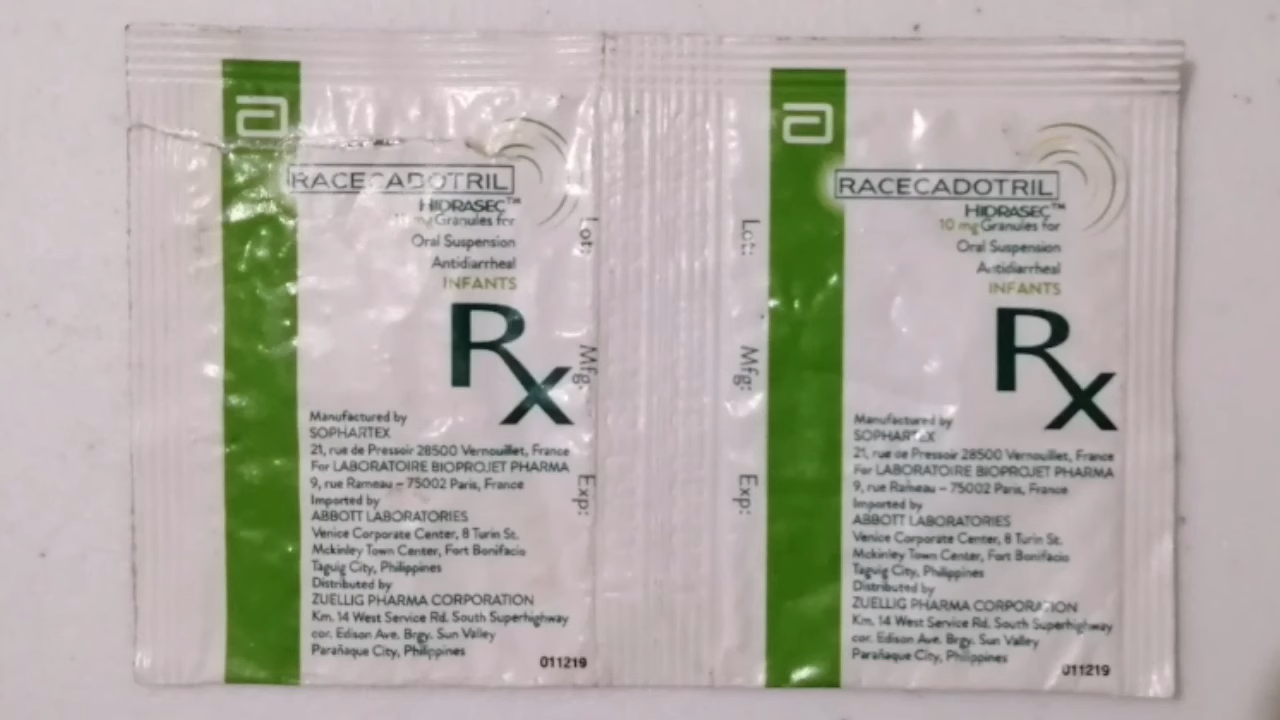 RACECADOTRIL
HIDRASEC™
mg Granules for
Oral Suspension
Antidiarrheal
INFANTS
Rx
Manufactured by
SOPHARTEX
21, rue de Pressoir 28500 Vernouillet, France
For LABORATOIRE BIOPROJET PHARMA
9, rue Rameau – 75002 Paris, France
Imported by
ABBOTT LABORATORIES
Venice Corporate Center, 8 Turin St.
Mckinley Town Center, Fort Bonifacio
Taguig City, Philippines
Distributed by
ZUELLIG PHARMA CORPORATION
Km. 14 West Service Rd. South Superhighway
cor. Edison Ave. Brgy. Sun Valley
Parañaque City, Philippines
011219
Lot:
Mfg:
Exp:
Lot:
Mfg:
Exp:
RACECADOTRIL
HIDRASEC™
10 mg Granules for
Oral Suspension
Antidiarrheal
INFANTS
Rx
Manufactured by
SOPHARTEX
21, rue de Pressoir 28500 Vernouillet, France
For LABORATOIRE BIOPROJET PHARMA
9, rue Rameau – 75002 Paris, France
Imported by
ABBOTT LABORATORIES
Venice Corporate Center, 8 Turin St.
Mckinley Town Center, Fort Bonifacio
Taguig City, Philippines
Distributed by
ZUELLIG PHARMA CORPORATION
Km. 14 West Service Rd. South Superhighway
cor. Edison Ave. Brgy. Sun Valley
Parañaque City, Philippines
011219